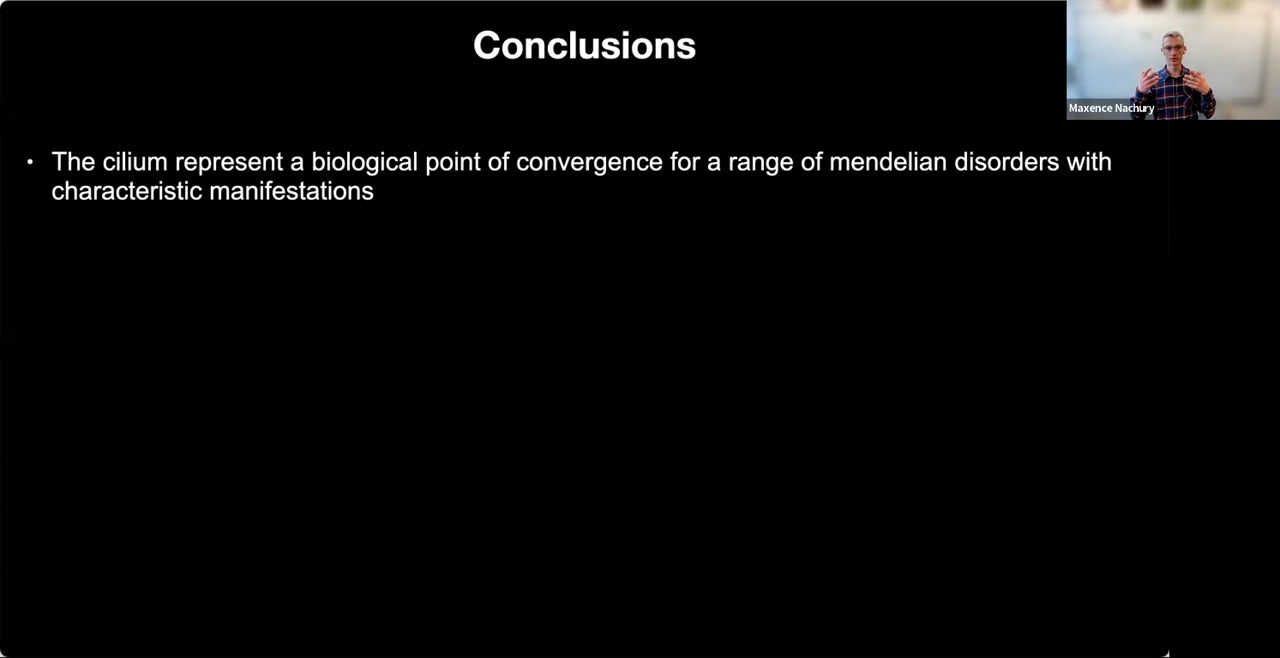 Conclusions
Maxence Nachury
• The cilium represent a biological point of convergence for a range of mendelian disorders with
characteristic manifestations